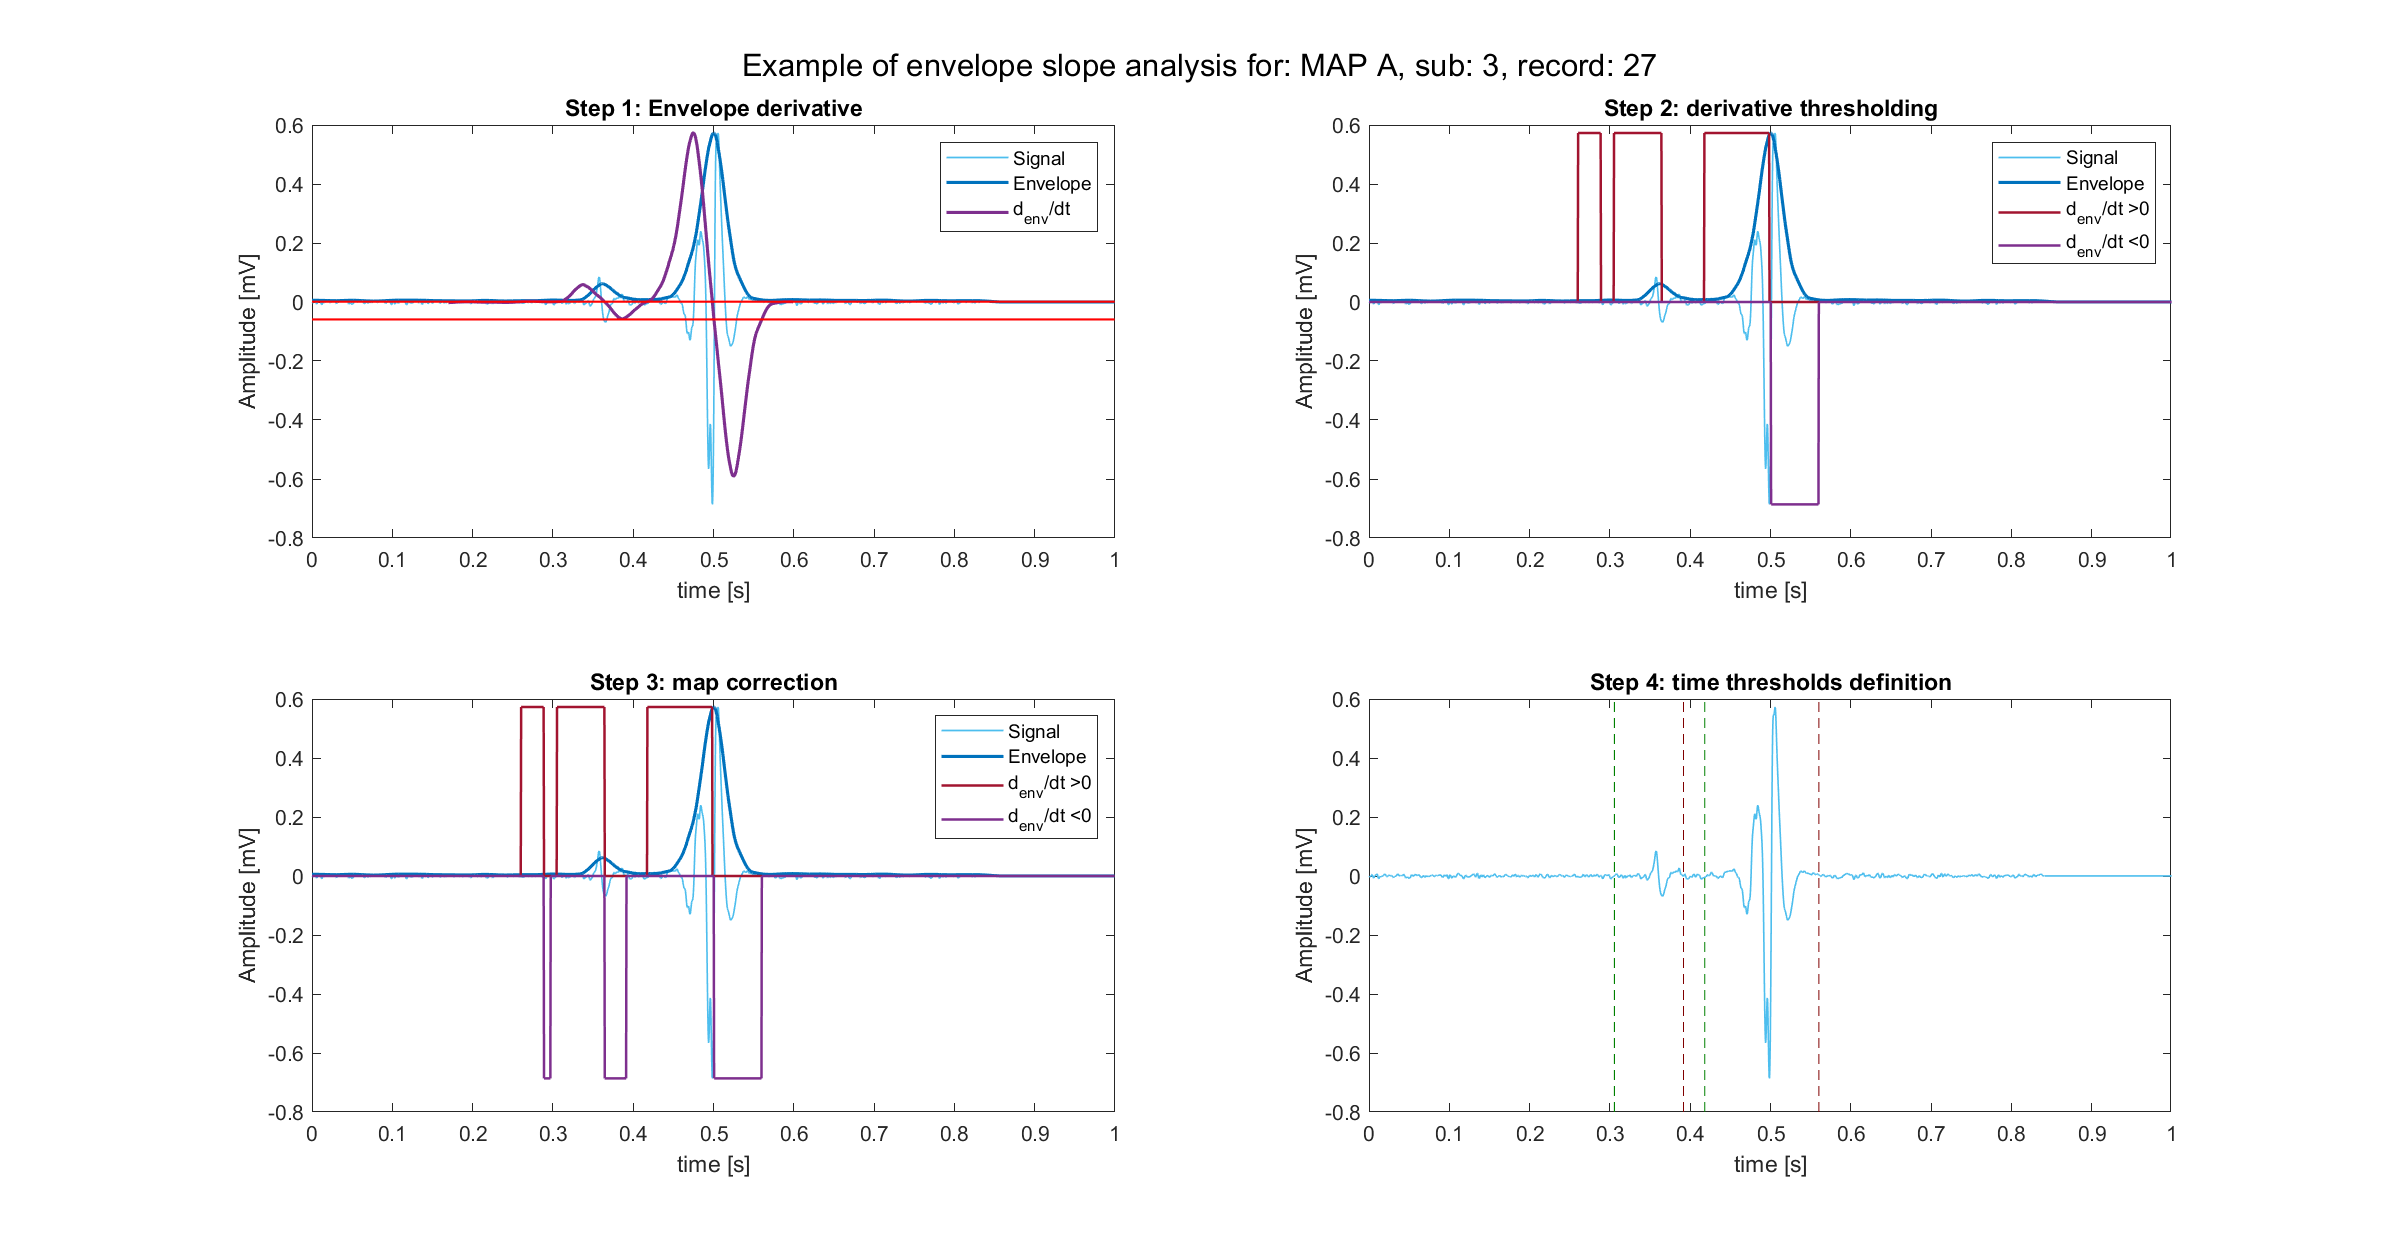 Example of envelope slope analysis for: MAP A, sub: 3, record: 27
Step 1: Envelope derivative
0.6
0.4
0.2
0
-0.2
-0.4
-0.6
-0.8
Amplitude [mV]
0 0.1 0.2 0.3 0.4 0.5 0.6 0.7 0.8 0.9 1
time [s]
Signal
Envelope
d_env/dt
Step 2: derivative thresholding
0.6
0.4
0.2
0
-0.2
-0.4
-0.6
-0.8
Amplitude [mV]
0 0.1 0.2 0.3 0.4 0.5 0.6 0.7 0.8 0.9 1
time [s]
Signal
Envelope
d_env/dt >0
d_env/dt <0
Step 3: map correction
0.6
0.4
0.2
0
-0.2
-0.4
-0.6
-0.8
Amplitude [mV]
0 0.1 0.2 0.3 0.4 0.5 0.6 0.7 0.8 0.9 1
time [s]
Signal
Envelope
d_env/dt >0
d_env/dt <0
Step 4: time thresholds definition
0.6
0.4
0.2
0
-0.2
-0.4
-0.6
-0.8
Amplitude [mV]
0 0.1 0.2 0.3 0.4 0.5 0.6 0.7 0.8 0.9 1
time [s]